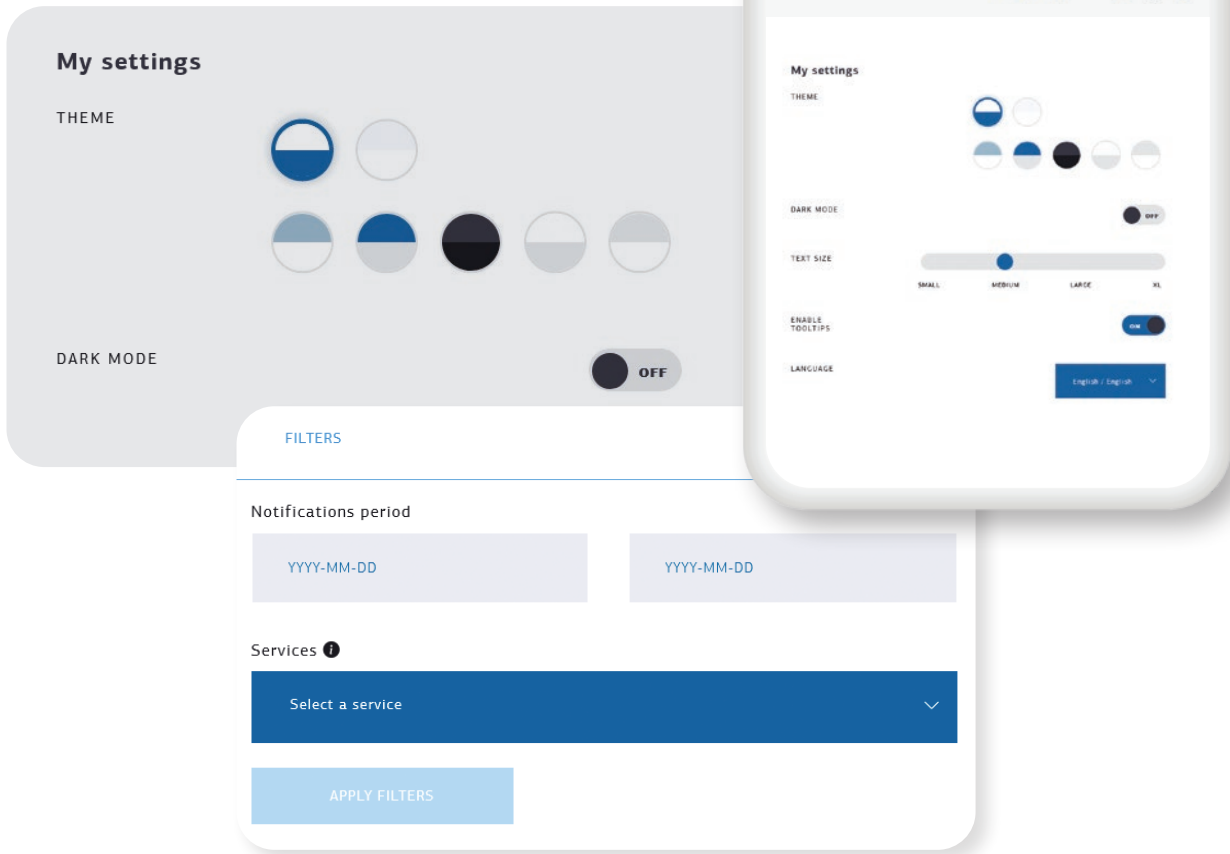 My settings
THEME
DARK MODE
OFF
FILTERS
Notifications period
YYYY-MM-DD
YYYY-MM-DD
Services i
Select a service
APPLY FILTERS
My settings
THEME
DARK MODE
OFF
TEXT SIZE
SMALL MEDIUM LARGE XL
ENABLE
TOOLTIPS
ON
LANGUAGE
English / English